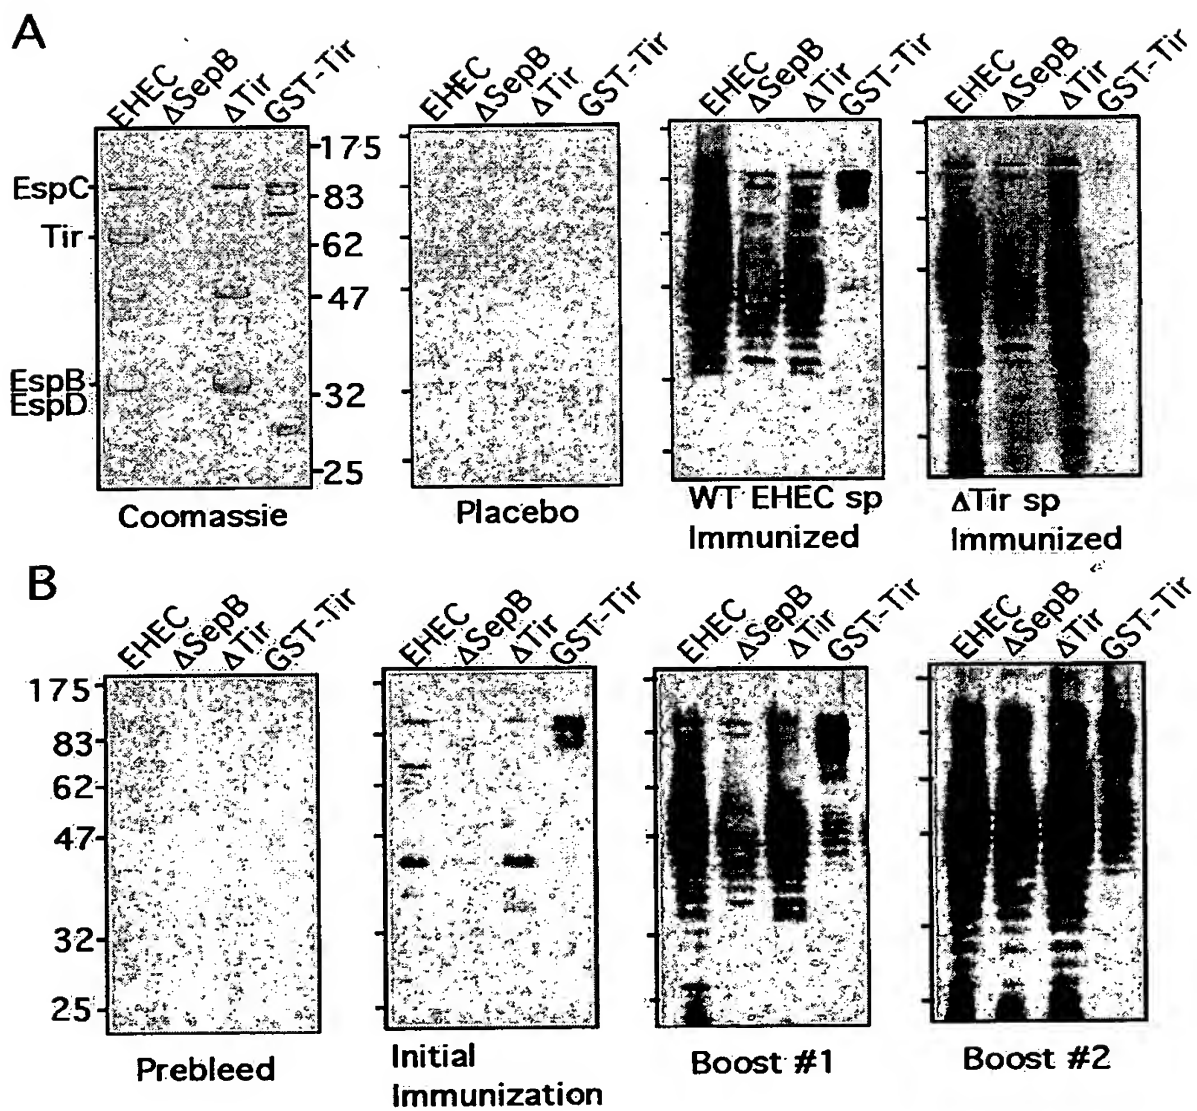 A
EHEC ΔSepB ΔTir GST-Tir
EHEC ΔSepB ΔTir GST-Tir
EHEC ΔSepB ΔTir GST-Tir
EHEC ΔSepB ΔTir GST-Tir
175
EspC
83
Tir
62
47
EspB
32
EspD
25
Coomassie
Placebo
WT EHEC sp
Immunized
ΔTir sp
Immunized
B
EHEC ΔSepB ΔTir GST-Tir
EHEC ΔSepB ΔTir GST-Tir
EHEC ΔSepB ΔTir GST-Tir
EHEC ΔSepB ΔTir GST-Tir
175
83
62
47
32
25
Prebleed
Initial
Immunization
Boost #1
Boost #2